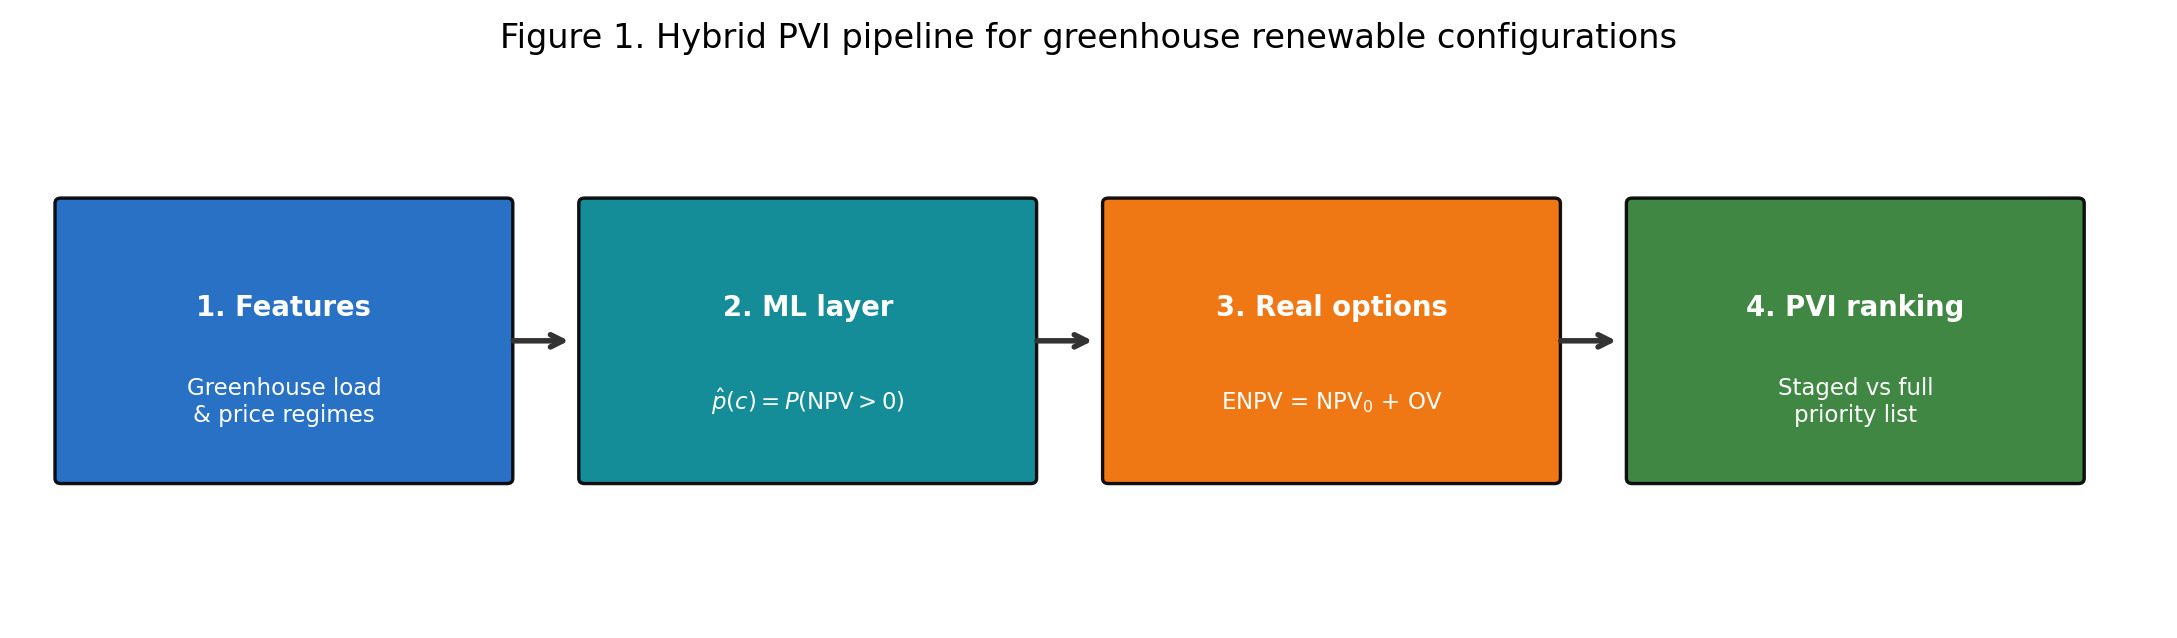 Figure 1. Hybrid PVI pipeline for greenhouse renewable configurations
1. Features
Greenhouse load
& price regimes
2. ML layer
p̂(c) = P(NPV > 0)
3. Real options
ENPV = NPV₀ + OV
4. PVI ranking
Staged vs full
priority list